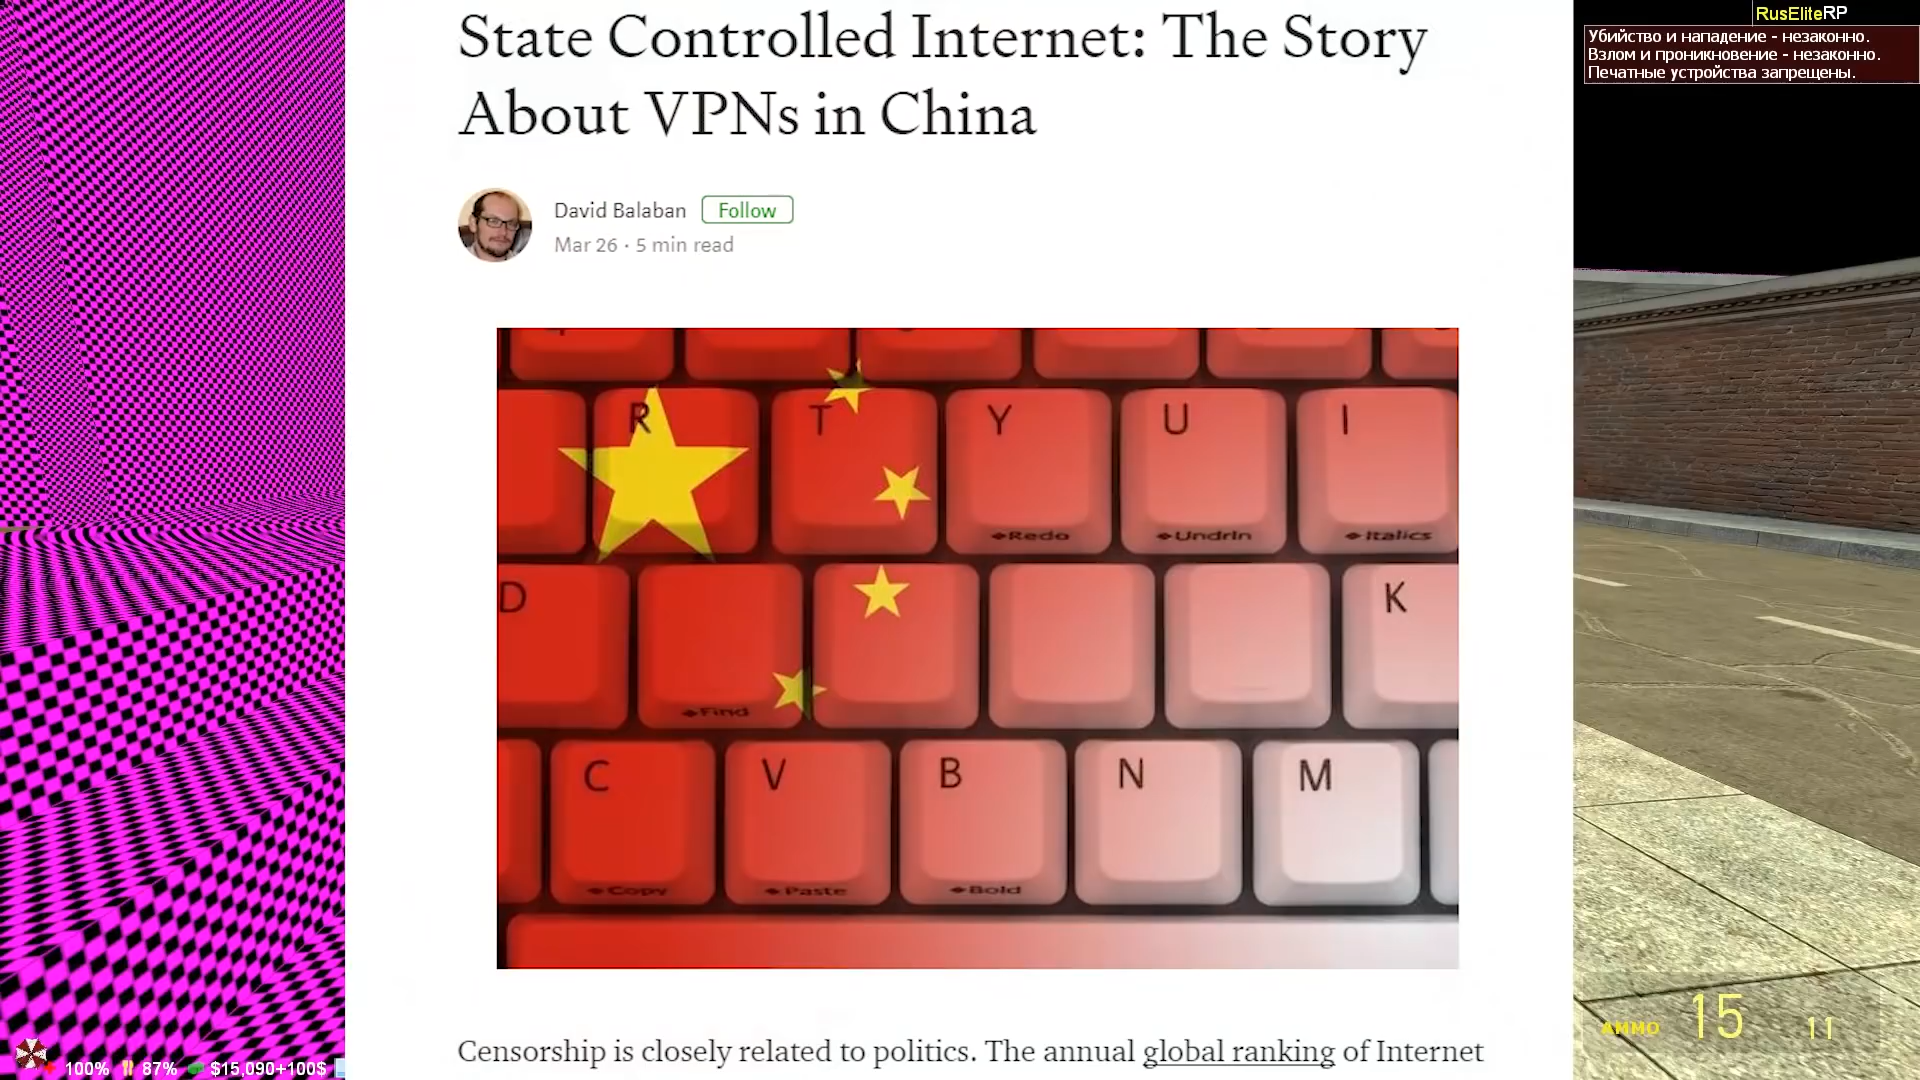 State Controlled Internet: The Story
About VPNs in China
David Balaban Follow
Mar 26 · 5 min read
R T Y U I
Redo Undrln Italics
D K
Find
C V B N M
Copy Paste Bold
Censorship is closely related to politics. The annual global ranking of Internet
RusEliteRP
Убийство и нападение - незаконно.
Взлом и проникновение - незаконно.
Печатные устройства запрещены.
100% 87% $15,090+100$
AMMO 15 11